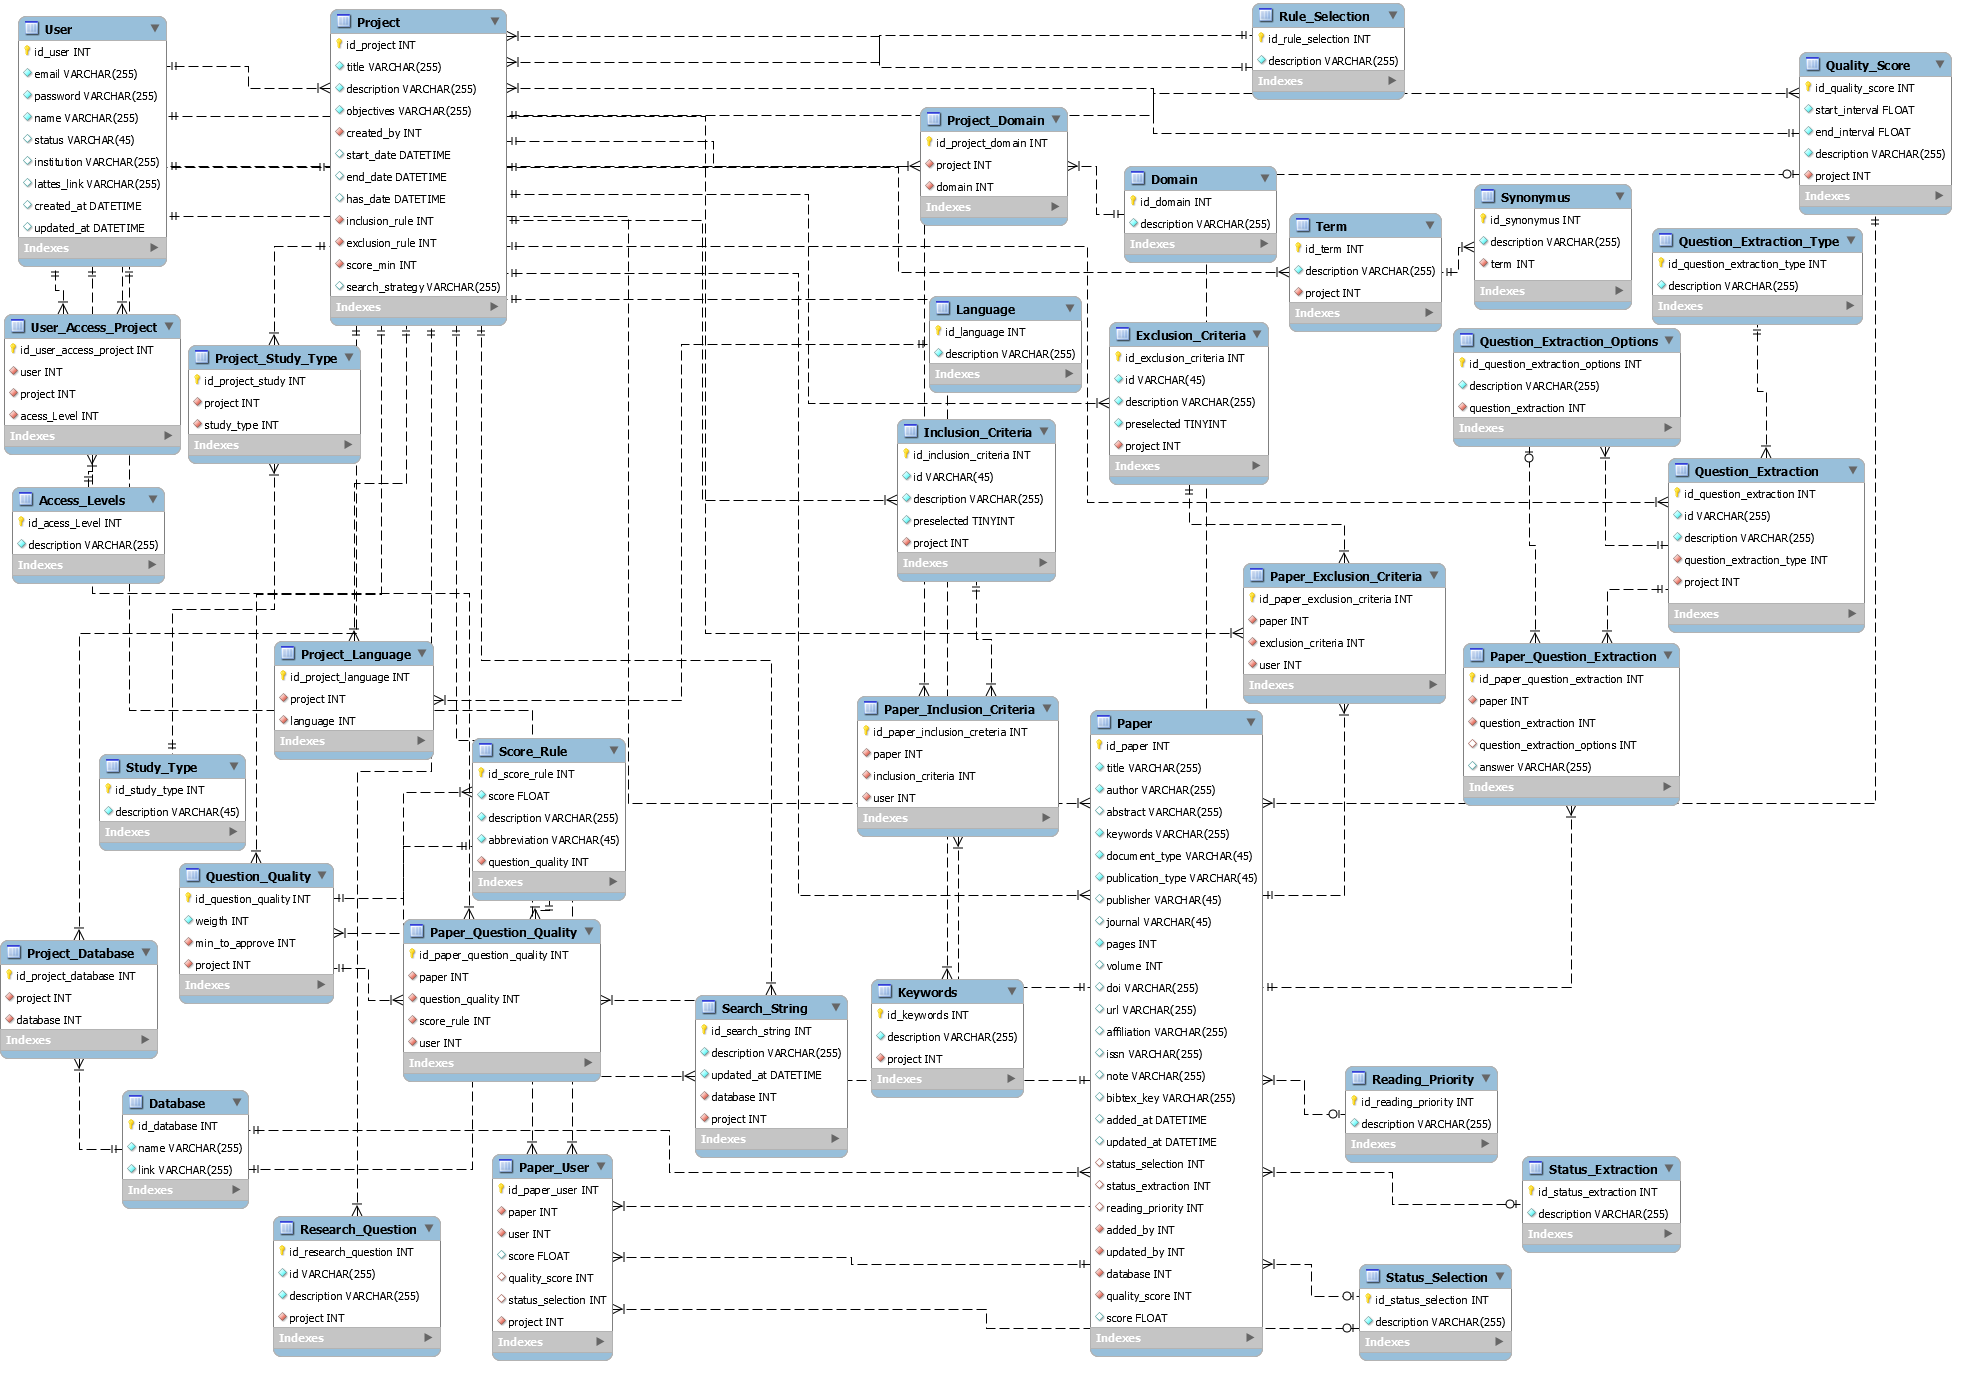 User
id_user INT
email VARCHAR(255)
password VARCHAR(255)
name VARCHAR(255)
status VARCHAR(45)
institution VARCHAR(255)
lattes_link VARCHAR(255)
created_at DATETIME
updated_at DATETIME
Indexes
Project
id_project INT
title VARCHAR(255)
description VARCHAR(255)
objectives VARCHAR(255)
created_by INT
start_date DATETIME
end_date DATETIME
has_date DATETIME
inclusion_rule INT
exclusion_rule INT
score_min INT
search_strategy VARCHAR(255)
Indexes
Rule_Selection
id_rule_selection INT
description VARCHAR(255)
Indexes
Quality_Score
id_quality_score INT
start_interval FLOAT
end_interval FLOAT
description VARCHAR(255)
project INT
Indexes
Project_Domain
id_project_domain INT
project INT
domain INT
Indexes
Domain
id_domain INT
description VARCHAR(255)
Indexes
Term
id_term INT
description VARCHAR(255)
project INT
Indexes
Synonymus
id_synonymus INT
description VARCHAR(255)
term INT
Indexes
Question_Extraction_Type
id_question_extraction_type INT
description VARCHAR(255)
Indexes
User_Access_Project
id_user_access_project INT
user INT
project INT
acess_Level INT
Indexes
Project_Study_Type
id_project_study INT
project INT
study_type INT
Indexes
Language
id_language INT
description VARCHAR(255)
Indexes
Exclusion_Criteria
id_exclusion_criteria INT
id VARCHAR(45)
description VARCHAR(255)
preselected TINYINT
project INT
Indexes
Question_Extraction_Options
id_question_extraction_options INT
description VARCHAR(255)
question_extraction INT
Indexes
Inclusion_Criteria
id_inclusion_criteria INT
id VARCHAR(45)
description VARCHAR(255)
preselected TINYINT
project INT
Indexes
Question_Extraction
id_question_extraction INT
id VARCHAR(255)
description VARCHAR(255)
question_extraction_type INT
project INT
Indexes
Access_Levels
id_acess_Level INT
description VARCHAR(255)
Indexes
Paper_Exclusion_Criteria
id_paper_exclusion_criteria INT
paper INT
exclusion_criteria INT
user INT
Indexes
Project_Language
id_project_language INT
project INT
language INT
Indexes
Paper_Question_Extraction
id_paper_question_extraction INT
paper INT
question_extraction INT
question_extraction_options INT
answer VARCHAR(255)
Indexes
Paper_Inclusion_Criteria
id_paper_inclusion_creteria INT
paper INT
inclusion_criteria INT
user INT
Indexes
Paper
id_paper INT
title VARCHAR(255)
author VARCHAR(255)
abstract VARCHAR(255)
keywords VARCHAR(255)
document_type VARCHAR(45)
publication_type VARCHAR(45)
publisher VARCHAR(45)
journal VARCHAR(45)
pages INT
volume INT
doi VARCHAR(255)
url VARCHAR(255)
affiliation VARCHAR(255)
issn VARCHAR(255)
note VARCHAR(255)
bibtex_key VARCHAR(255)
added_at DATETIME
updated_at DATETIME
status_selection INT
status_extraction INT
reading_priority INT
added_by INT
updated_by INT
database INT
quality_score INT
score FLOAT
Indexes
Study_Type
id_study_type INT
description VARCHAR(45)
Indexes
Score_Rule
id_score_rule INT
score FLOAT
description VARCHAR(255)
abbreviation VARCHAR(45)
question_quality INT
Indexes
Question_Quality
id_question_quality INT
weigth INT
min_to_approve INT
project INT
Indexes
Paper_Question_Quality
id_paper_question_quality INT
paper INT
question_quality INT
score_rule INT
user INT
Indexes
Project_Database
id_project_database INT
project INT
database INT
Indexes
Search_String
id_search_string INT
description VARCHAR(255)
updated_at DATETIME
database INT
project INT
Indexes
Keywords
id_keywords INT
description VARCHAR(255)
project INT
Indexes
Reading_Priority
id_reading_priority INT
description VARCHAR(255)
Indexes
Database
id_database INT
name VARCHAR(255)
link VARCHAR(255)
Indexes
Paper_User
id_paper_user INT
paper INT
user INT
score FLOAT
quality_score INT
status_selection INT
project INT
Indexes
Status_Extraction
id_status_extraction INT
description VARCHAR(255)
Indexes
Research_Question
id_research_question INT
id VARCHAR(255)
description VARCHAR(255)
project INT
Indexes
Status_Selection
id_status_selection INT
description VARCHAR(255)
Indexes